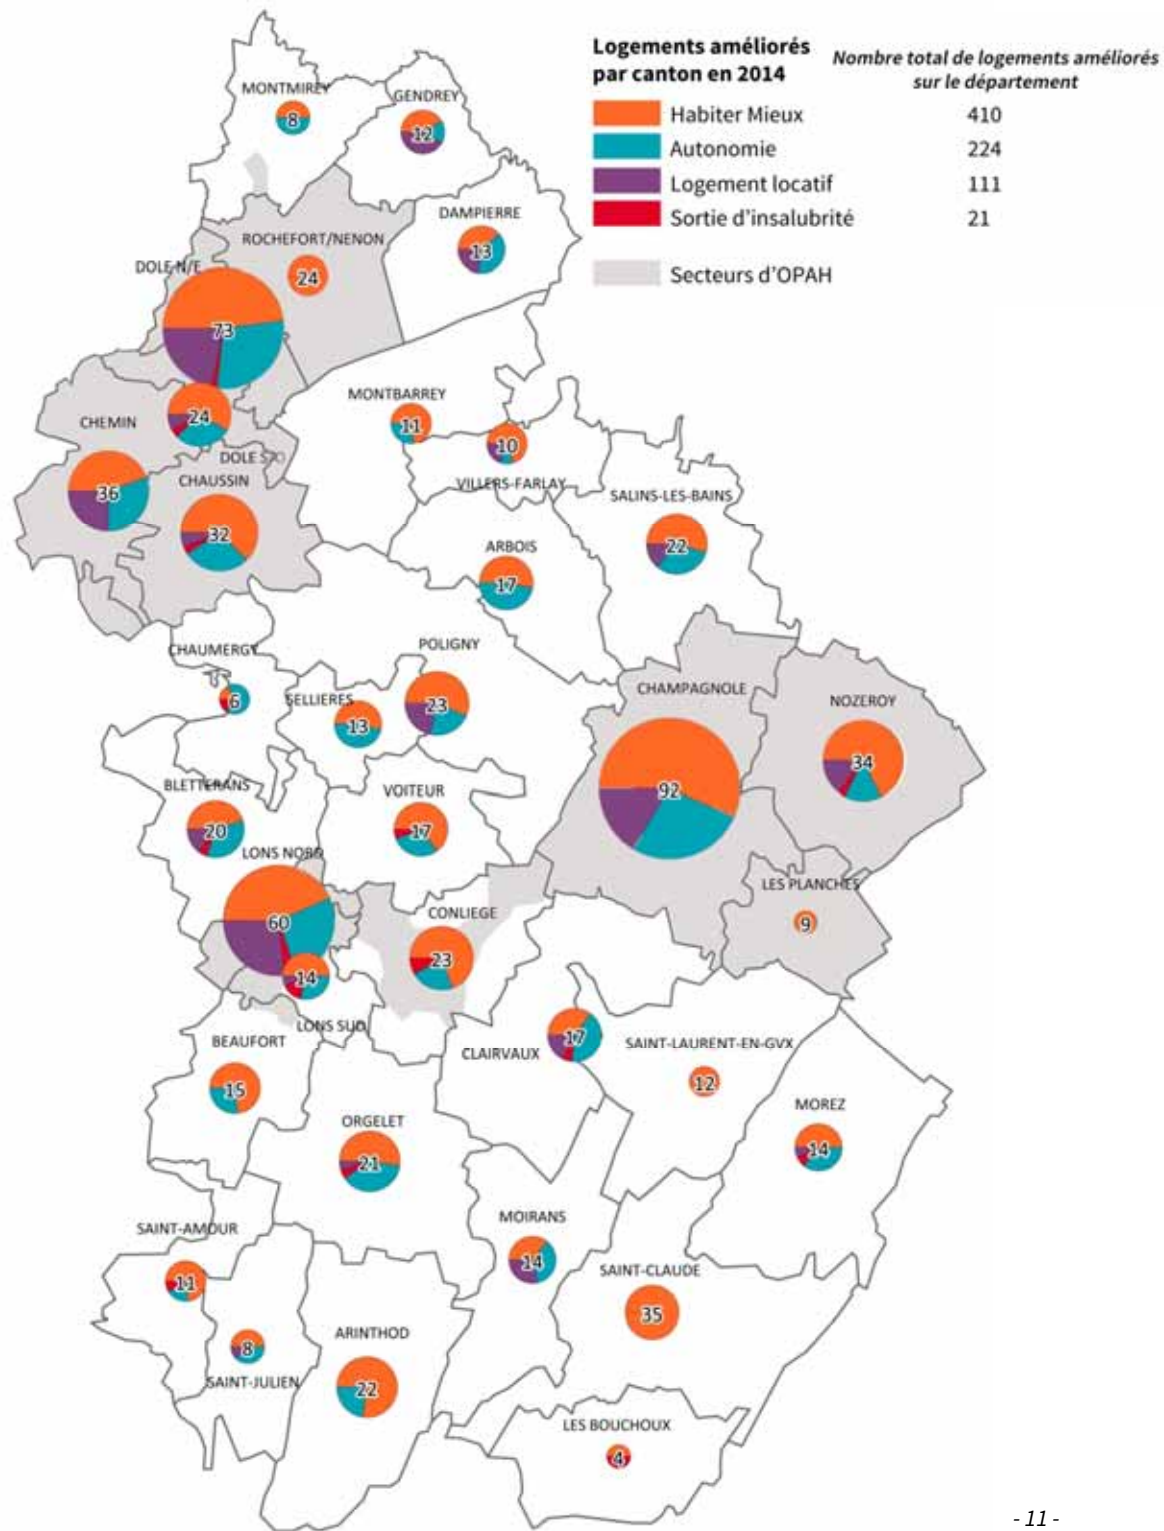 Logements améliorés
par canton en 2014
Nombre total de logements améliorés
sur le département
Habiter Mieux 410
Autonomie 224
Logement locatif 111
Sortie d'insalubrité 21
Secteurs d'OPAH
MONTMIREY
8
GENDREY
12
DAMPIERRE
13
ROCHEFORT/NENON
24
DOLE N/E
73
24
DOLE S/O
CHEMIN
36
CHAUSSIN
32
MONTBARREY
11
10
VILLERS-FARLAY
SALINS-LES-BAINS
22
ARBOIS
17
CHAUMERGY
6
POLIGNY
23
SELLIERES
13
CHAMPAGNOLE
92
NOZEROY
34
BLETTERANS
20
VOITEUR
17
LONS NORD
60
14
LONS SUD
CONLIEGE
23
LES PLANCHES
9
BEAUFORT
15
CLAIRVAUX
17
SAINT-LAURENT-EN-GVX
12
MOREZ
14
ORGELET
21
MOIRANS
14
SAINT-AMOUR
11
SAINT-CLAUDE
35
8
SAINT-JULIEN
ARINTHOD
22
LES BOUCHOUX
4
- 11 -